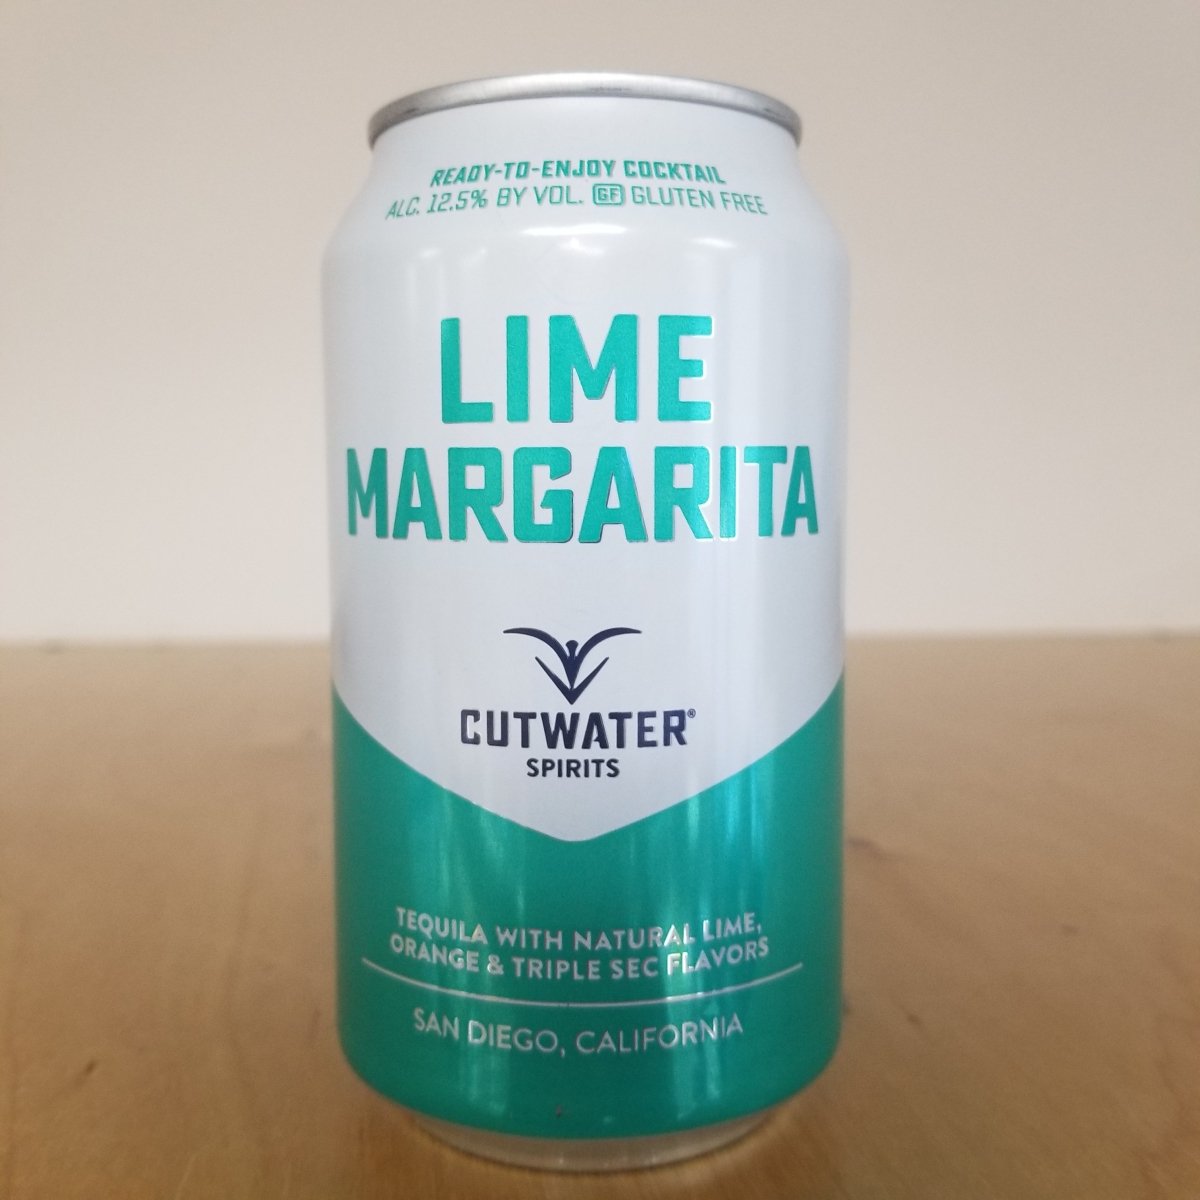 READY-TO-ENJOY COCKTAIL
ALC. 12.5% BY VOL. GF GLUTEN FREE
LIME
MARGARITA
CUTWATER®
SPIRITS
TEQUILA WITH NATURAL LIME,
ORANGE & TRIPLE SEC FLAVORS
SAN DIEGO, CALIFORNIA